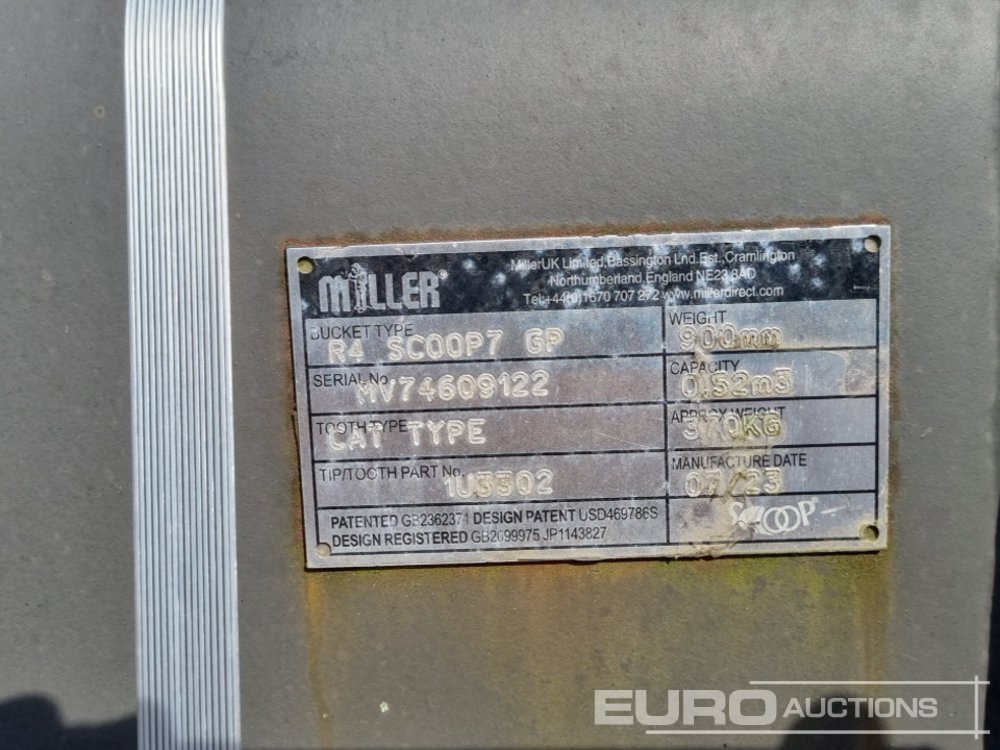 MILLER®
MillerUK Limited, Bassington Lnd. Est., Cramlington
Northumberland, England NE23 8AD
Tel:+44(0)1670 707 272 www.millerdirect.com
BUCKET TYPE
R4 SCOOP7 GP
WEIGHT
900mm
SERIAL No.
MV74609122
CAPACITY
0.52m3
TOOTH TYPE
CAT TYPE
APPROX WEIGHT
370KG
TIP/TOOTH PART No.
1U3302
MANUFACTURE DATE
07/23
PATENTED GB2362371 DESIGN PATENT USD469786S
DESIGN REGISTERED GB2099975 JP1143827
SCOOP®
EURO AUCTIONS